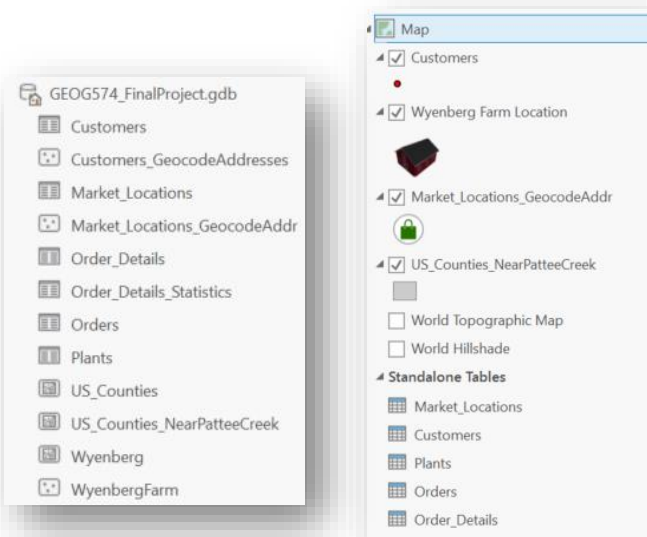 GEOG574_FinalProject.gdb
Customers
Customers_GeocodeAddresses
Market_Locations
Market_Locations_GeocodeAddr
Order_Details
Order_Details_Statistics
Orders
Plants
US_Counties
US_Counties_NearPatteeCreek
Wyenberg
WyenbergFarm
Map
Customers
Wyenberg Farm Location
Market_Locations_GeocodeAddr
US_Counties_NearPatteeCreek
World Topographic Map
World Hillshade
Standalone Tables
Market_Locations
Customers
Plants
Orders
Order_Details